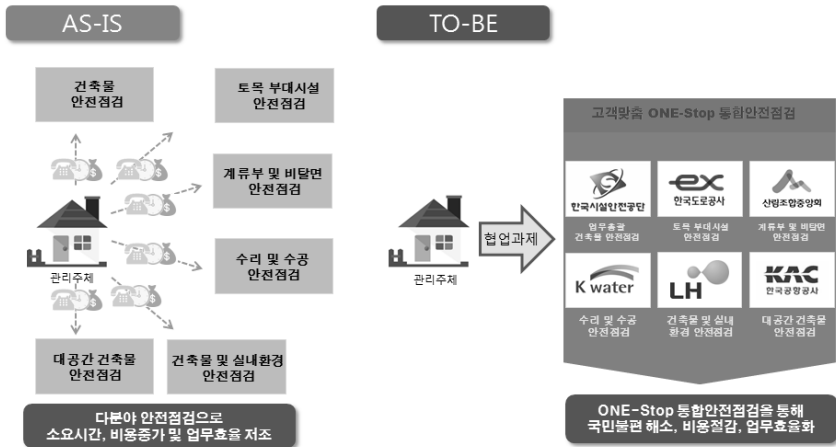 AS-IS
건축물
안전점검
토목 부대시설
안전점검
계류부 및 비탈면
안전점검
관리주체
수리 및 수공
안전점검
대공간 건축물
안전점검
건축물 및 실내환경
안전점검
다분야 안전점검으로
소요시간, 비용증가 및 업무효율 저조
TO-BE
관리주체
협업과제
고객맞춤 ONE-Stop 통합안전점검
한국시설안전공단
업무총괄
건축물 안전점검
ex
한국도로공사
토목 부대시설
안전점검
산림조합중앙회
계류부 및 비탈면
안전점검
K water
수리 및 수공
안전점검
LH
건축물 및 실내
환경 안전점검
KAC
한국공항공사
대공간 건축물
안전점검
ONE-Stop 통합안전점검을 통해
국민불편 해소, 비용절감, 업무효율화